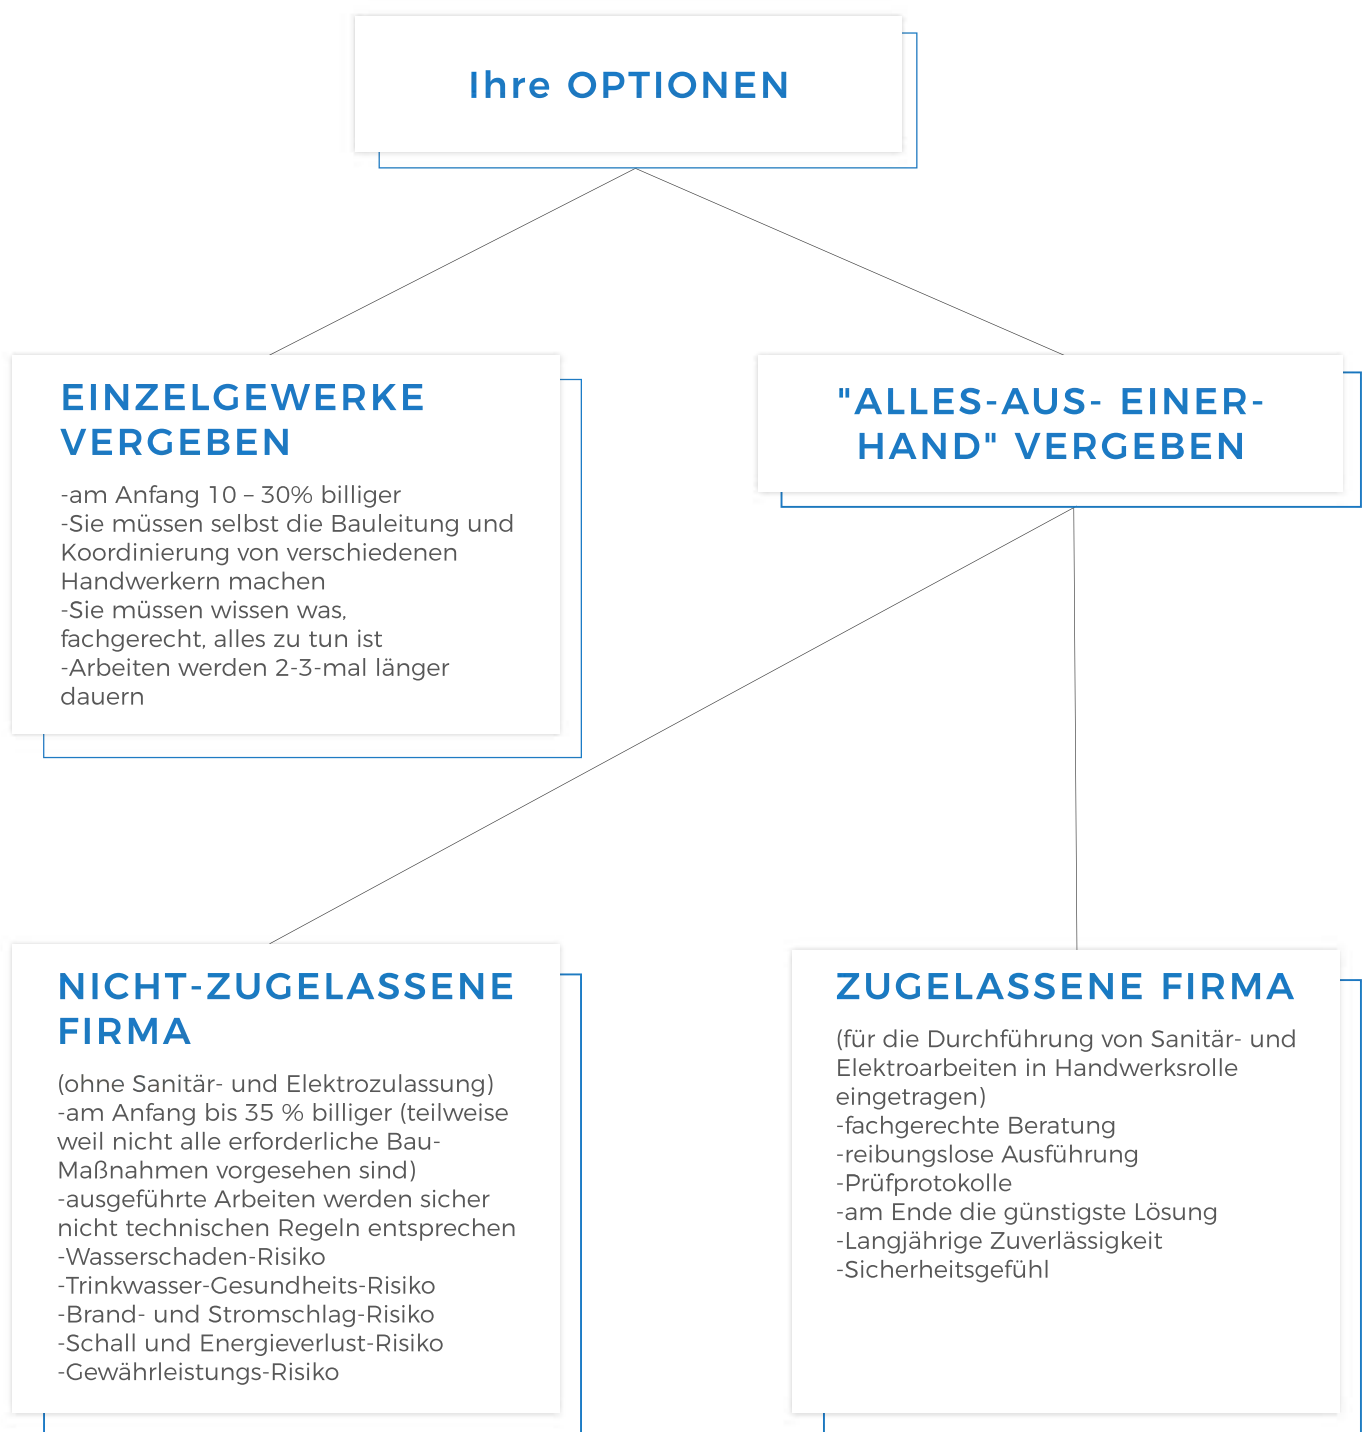 Ihre OPTIONEN
EINZELGEWERKE
VERGEBEN
-am Anfang 10 – 30% billiger
-Sie müssen selbst die Bauleitung und
Koordinierung von verschiedenen
Handwerkern machen
-Sie müssen wissen was,
fachgerecht, alles zu tun ist
-Arbeiten werden 2-3-mal länger
dauern
"ALLES-AUS- EINER-
HAND" VERGEBEN
NICHT-ZUGELASSENE
FIRMA
(ohne Sanitär- und Elektrozulassung)
-am Anfang bis 35 % billiger (teilweise
weil nicht alle erforderliche Bau-
Maßnahmen vorgesehen sind)
-ausgeführte Arbeiten werden sicher
nicht technischen Regeln entsprechen
-Wasserschaden-Risiko
-Trinkwasser-Gesundheits-Risiko
-Brand- und Stromschlag-Risiko
-Schall und Energieverlust-Risiko
-Gewährleistungs-Risiko
ZUGELASSENE FIRMA
(für die Durchführung von Sanitär- und
Elektroarbeiten in Handwerksrolle
eingetragen)
-fachgerechte Beratung
-reibungslose Ausführung
-Prüfprotokolle
-am Ende die günstigste Lösung
-Langjährige Zuverlässigkeit
-Sicherheitsgefühl